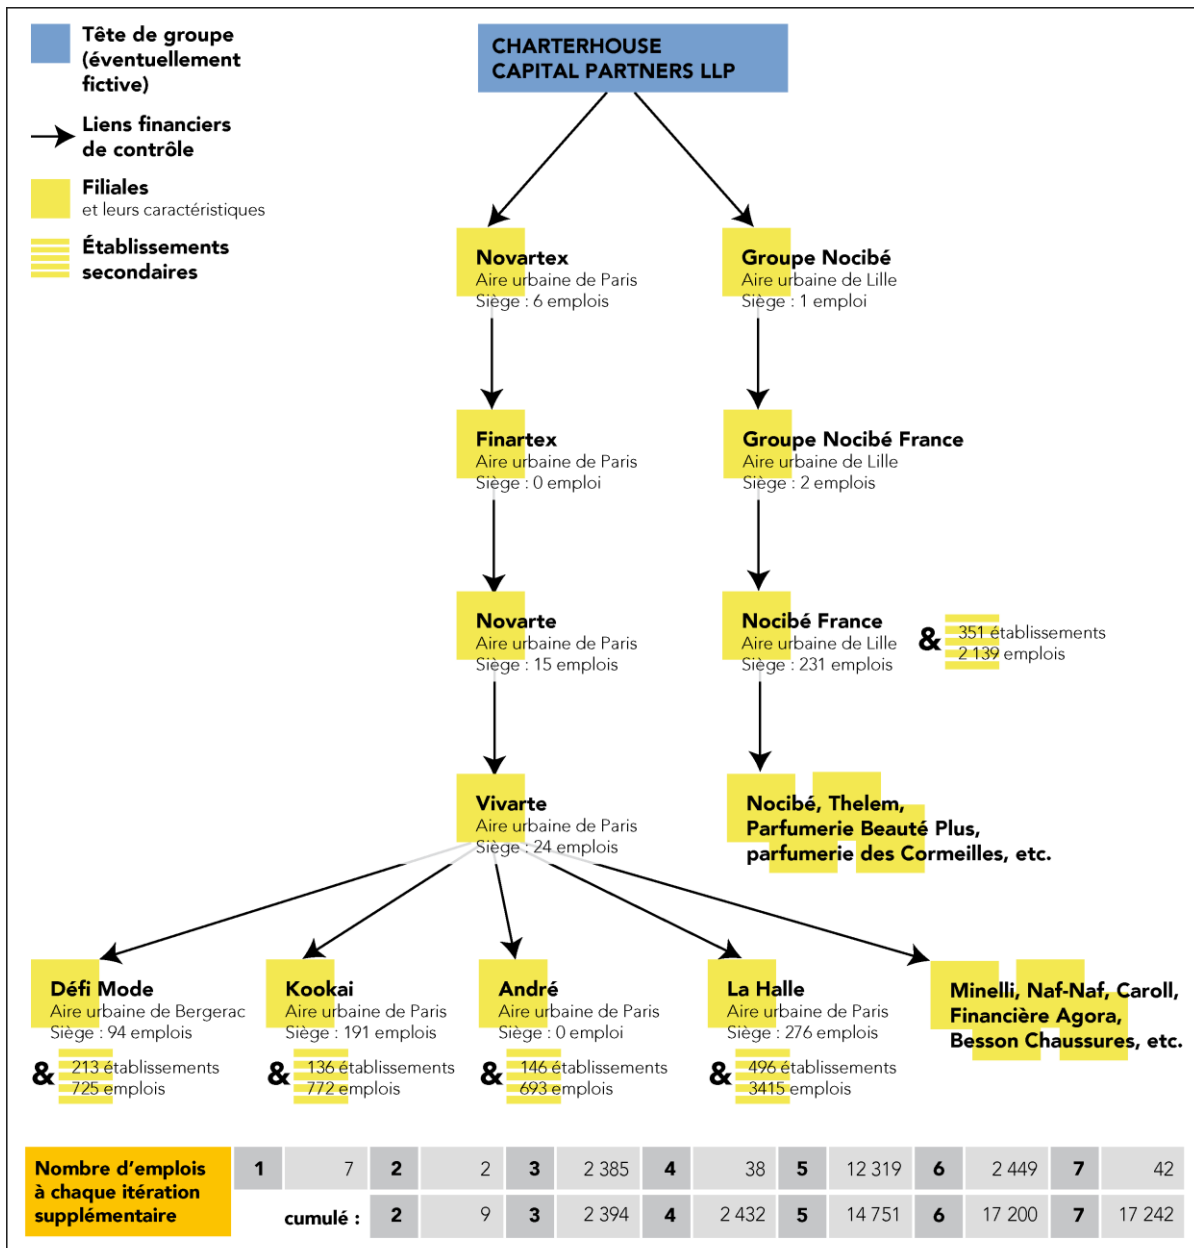 Tête de groupe
(éventuellement
fictive)
Liens financiers
de contrôle
Filiales
et leurs caractéristiques
Établissements
secondaires
CHARTERHOUSE
CAPITAL PARTNERS LLP
Novartex
Aire urbaine de Paris
Siège : 6 emplois
Groupe Nocibé
Aire urbaine de Lille
Siège : 1 emploi
Finartex
Aire urbaine de Paris
Siège : 0 emploi
Groupe Nocibé France
Aire urbaine de Lille
Siège : 2 emplois
Novarte
Aire urbaine de Paris
Siège : 15 emplois
Nocibé France
Aire urbaine de Lille
Siège : 231 emplois
& 351 établissements
2 139 emplois
Vivarte
Aire urbaine de Paris
Siège : 24 emplois
Nocibé, Thelem,
Parfumerie Beauté Plus,
parfumerie des Cormeilles, etc.
Défi Mode
Aire urbaine de Bergerac
Siège : 94 emplois
& 213 établissements
725 emplois
Kookai
Aire urbaine de Paris
Siège : 191 emplois
& 136 établissements
772 emplois
André
Aire urbaine de Paris
Siège : 0 emploi
& 146 établissements
693 emplois
La Halle
Aire urbaine de Paris
Siège : 276 emplois
& 496 établissements
3415 emplois
Minelli, Naf-Naf, Caroll,
Financière Agora,
Besson Chaussures, etc.
Nombre d'emplois
à chaque itération
supplémentaire
1 7 2 2 3 2 385 4 38 5 12 319 6 2 449 7 42
cumulé : 2 9 3 2 394 4 2 432 5 14 751 6 17 200 7 17 242